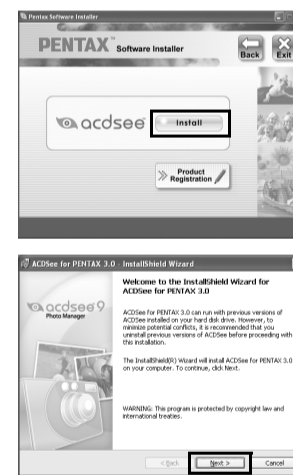 Pentax Software Installer
PENTAX™ Software Installer
Back Exit
acdsee™ Install
Product
Registration
ACDSee for PENTAX 3.0 - InstallShield Wizard
Welcome to the InstallShield Wizard for
ACDSee for PENTAX 3.0
acdsee 9
Photo Manager
ACDSee for PENTAX 3.0 can run with previous versions of
ACDSee installed on your hard disk drive. However, to
minimize potential conflicts, it is recommended that you
uninstall previous versions of ACDSee before proceeding with
this installation.
The InstallShield(R) Wizard will install ACDSee for PENTAX 3.0
on your computer. To continue, click Next.
WARNING: This program is protected by copyright law and
international treaties.
< Back Next > Cancel